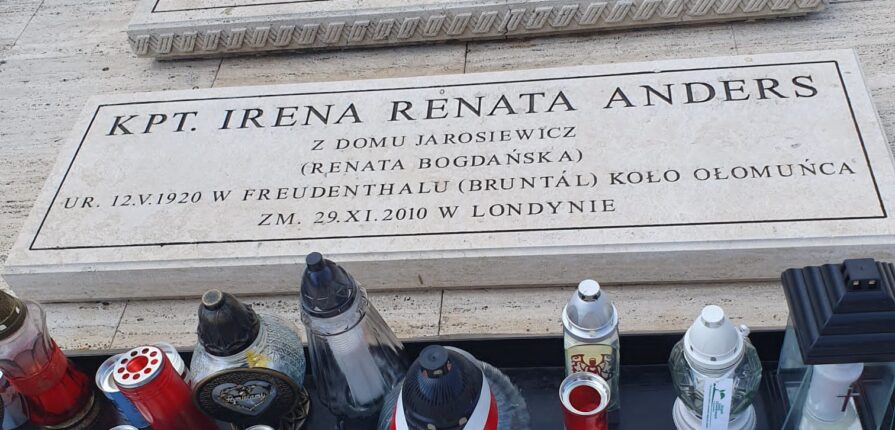 KPT. IRENA RENATA ANDERS
Z DOMU JAROSIEWICZ
(RENATA BOGDAŃSKA)
UR. 12.V.1920 W FREUDENTHALU (BRUNTÁL) KOŁO OŁOMUŃCA
ZM. 29.XI.2010 W LONDYNIE